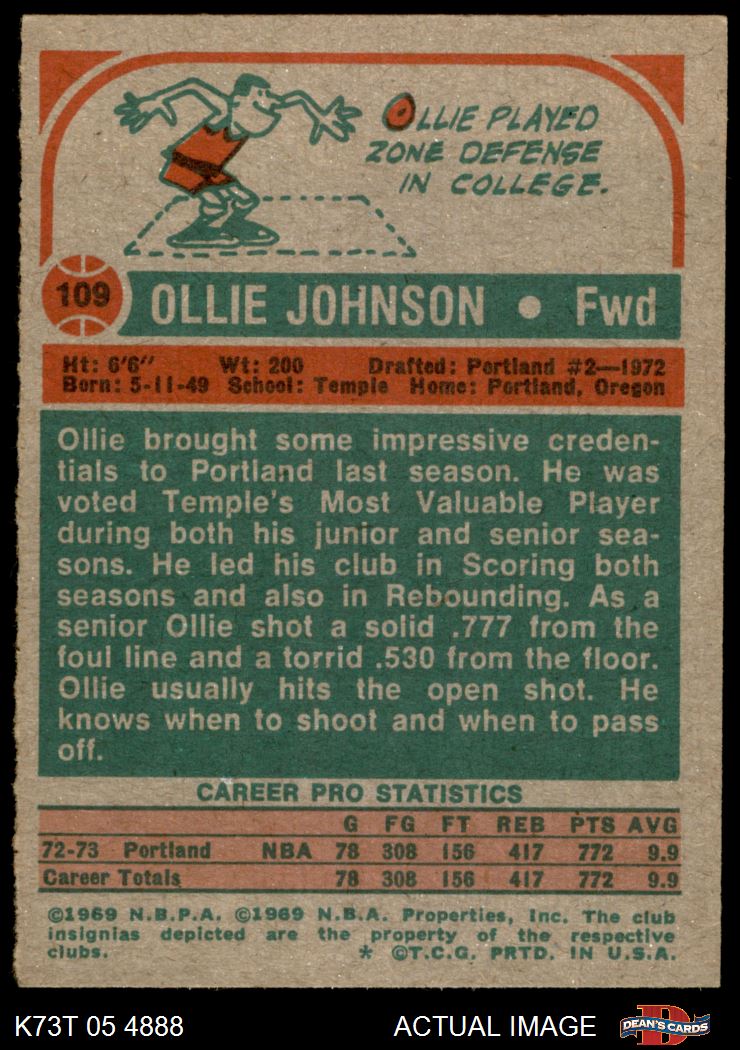 OLLIE PLAYED
ZONE DEFENSE
IN COLLEGE.
109
OLLIE JOHNSON • Fwd
Ht: 6'6" Wt: 200 Drafted: Portland #2—1972
Born: 5-11-49 School: Temple Home: Portland, Oregon
Ollie brought some impressive creden-
tials to Portland last season. He was
voted Temple's Most Valuable Player
during both his junior and senior sea-
sons. He led his club in Scoring both
seasons and also in Rebounding. As a
senior Ollie shot a solid .777 from the
foul line and a torrid .530 from the floor.
Ollie usually hits the open shot. He
knows when to shoot and when to pass
off.
CAREER PRO STATISTICS
G FG FT REB PTS AVG
72-73 Portland NBA 78 308 156 417 772 9.9
Career Totals 78 308 156 417 772 9.9
©1969 N.B.P.A. ©1969 N.B.A. Properties, Inc. The club
insignias depicted are the property of the respective
clubs. * ©T.C.G. PRTD. IN U.S.A.
K73T 05 4888 ACTUAL IMAGE D DEAN'S CARDS